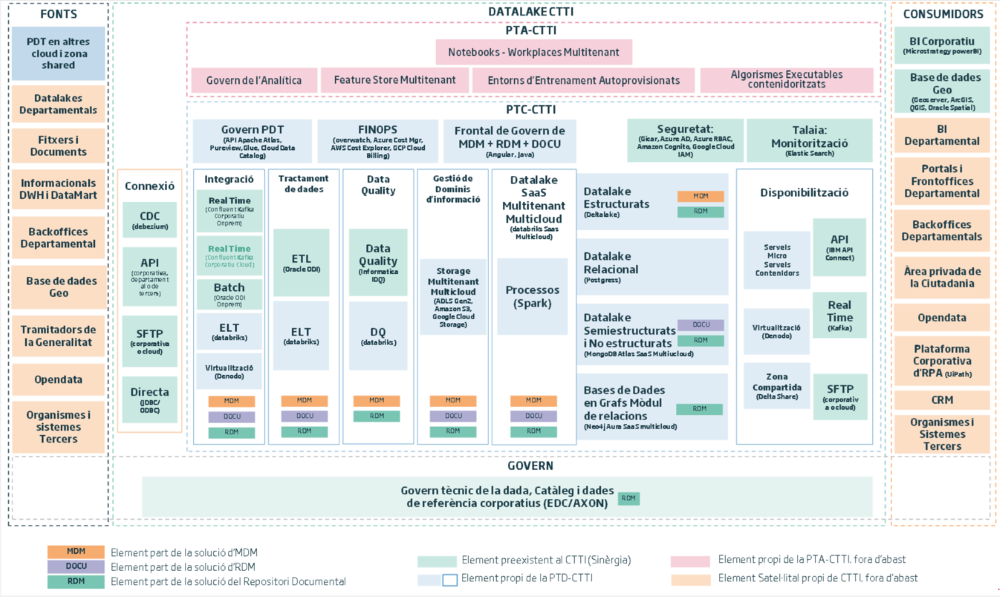 FONTS
PDT en altres
cloud i zona
shared
Datalakes
Departamentals
Fitxers i
Documents
Informacionals
DWH i DataMart
Backoffices
Departamental
Base de dades
Geo
Tramitadors de
la Generalitat
Opendata
Organismes i
sistemes
Tercers
DATALAKE CTTI
PTA-CTTI
Notebooks - Workplaces Multitenant
Govern de l'Analítica
Feature Store Multitenant
Entorns d'Entrenament Autoprovisionats
Algorismes Executables
contenidoritzats
PTC-CTTI
Govern PDT
(API Apache Atlas,
Pureview, Glue, Cloud Data
Catalog)
FINOPS
(overwatch, Azure Cost Mgr,
AWS Cost Explorer, GCP Cloud
Billing)
Frontal de Govern de
MDM + RDM + DOCU
(Angular, Java)
Seguretat:
(Gicar, Azure AD, Azure RBAC,
Amazon Cognito, Google Cloud
IAM)
Talaia:
Monitorització
(Elastic Search)
Connexió
CDC
(debezium)
API
(corporativa,
departament
al o de
tercers)
SFTP
(corporativa
o cloud)
Directa
(JDBC/
ODBC)
Integració
Real Time
(Confluent Kafka
Corporatiu
Onprem)
Real Time
(Confluent Kafka
Corporatiu cloud)
Batch
(Oracle ODI
Onprem)
ELT
(databriks)
Virtualització
(Denodo)
MDM
DOCU
RDM
Tractament
de dades
ETL
(Oracle ODI)
ELT
(databriks)
MDM
DOCU
RDM
Data
Quality
Data
Quality
(Informatica
IDQ)
DQ
(databriks)
MDM
RDM
Gestió de
Dominis
d'informació
Storage
Multitenant
Multicloud
(ADLS Gen2,
Amazon S3,
Google Cloud
Storage)
MDM
DOCU
RDM
Datalake
SaaS
Multitenant
Multicloud
(databriks Saas
Multicloud)
Processos
(Spark)
MDM
DOCU
RDM
Datalake
Estructurats
(Deltalake)
MDM
RDM
Datalake
Relacional
(Postgress)
Datalake
Semiestructurats
i No estructurats
(MongoDB Atlas SaaS Multiucloud)
DOCU
RDM
Bases de Dades
en Grafs Mòdul
de relacions
(Neo4j Aura SaaS multicloud)
RDM
Disponibilització
Serveis
Micro
Serveis
Contenidors
API
(IBM API
Connect)
Virtualització
(Denodo)
Real
Time
(Kafka)
Zona
Compartida
(Delta Share)
SFTP
(corporativ
a o cloud)
GOVERN
Govern tècnic de la dada, Catàleg i dades
de referència corporatius (EDC/AXON)
RDM
CONSUMIDORS
BI Corporatiu
(Microstrategy powerBI)
Base de dades
Geo
(Geoserver, ArcGIS,
QGIS, Oracle Spatial)
BI
Departamental
Portals i
Frontoffices
Departamental
Backoffices
Departamentals
Àrea privada de
la Ciutadania
Opendata
Plataforma
Corporativa
d'RPA (UiPath)
CRM
Organismes i
Sistemes
Tercers
MDM
Element part de la solució d'MDM
DOCU
Element part de la solució d'RDM
RDM
Element part de la solució del Repositori Documental
Element preexistent al CTTI (Sinèrgia)
Element propi de la PTD-CTTI
Element propi de la PTA-CTTI, fora d'abast
Element Satel·lital propi de CTTI, fora d'abast